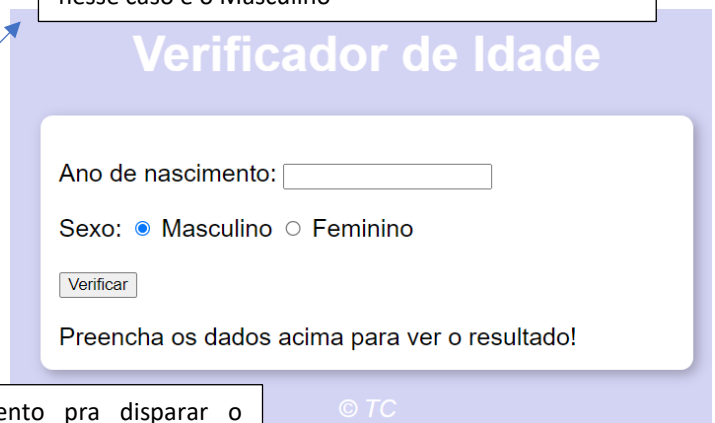 nesse caso é o Masculino
Verificador de Idade
Ano de nascimento:
Sexo: Masculino Feminino
Verificar
Preencha os dados acima para ver o resultado!
pra disparar o
© TC